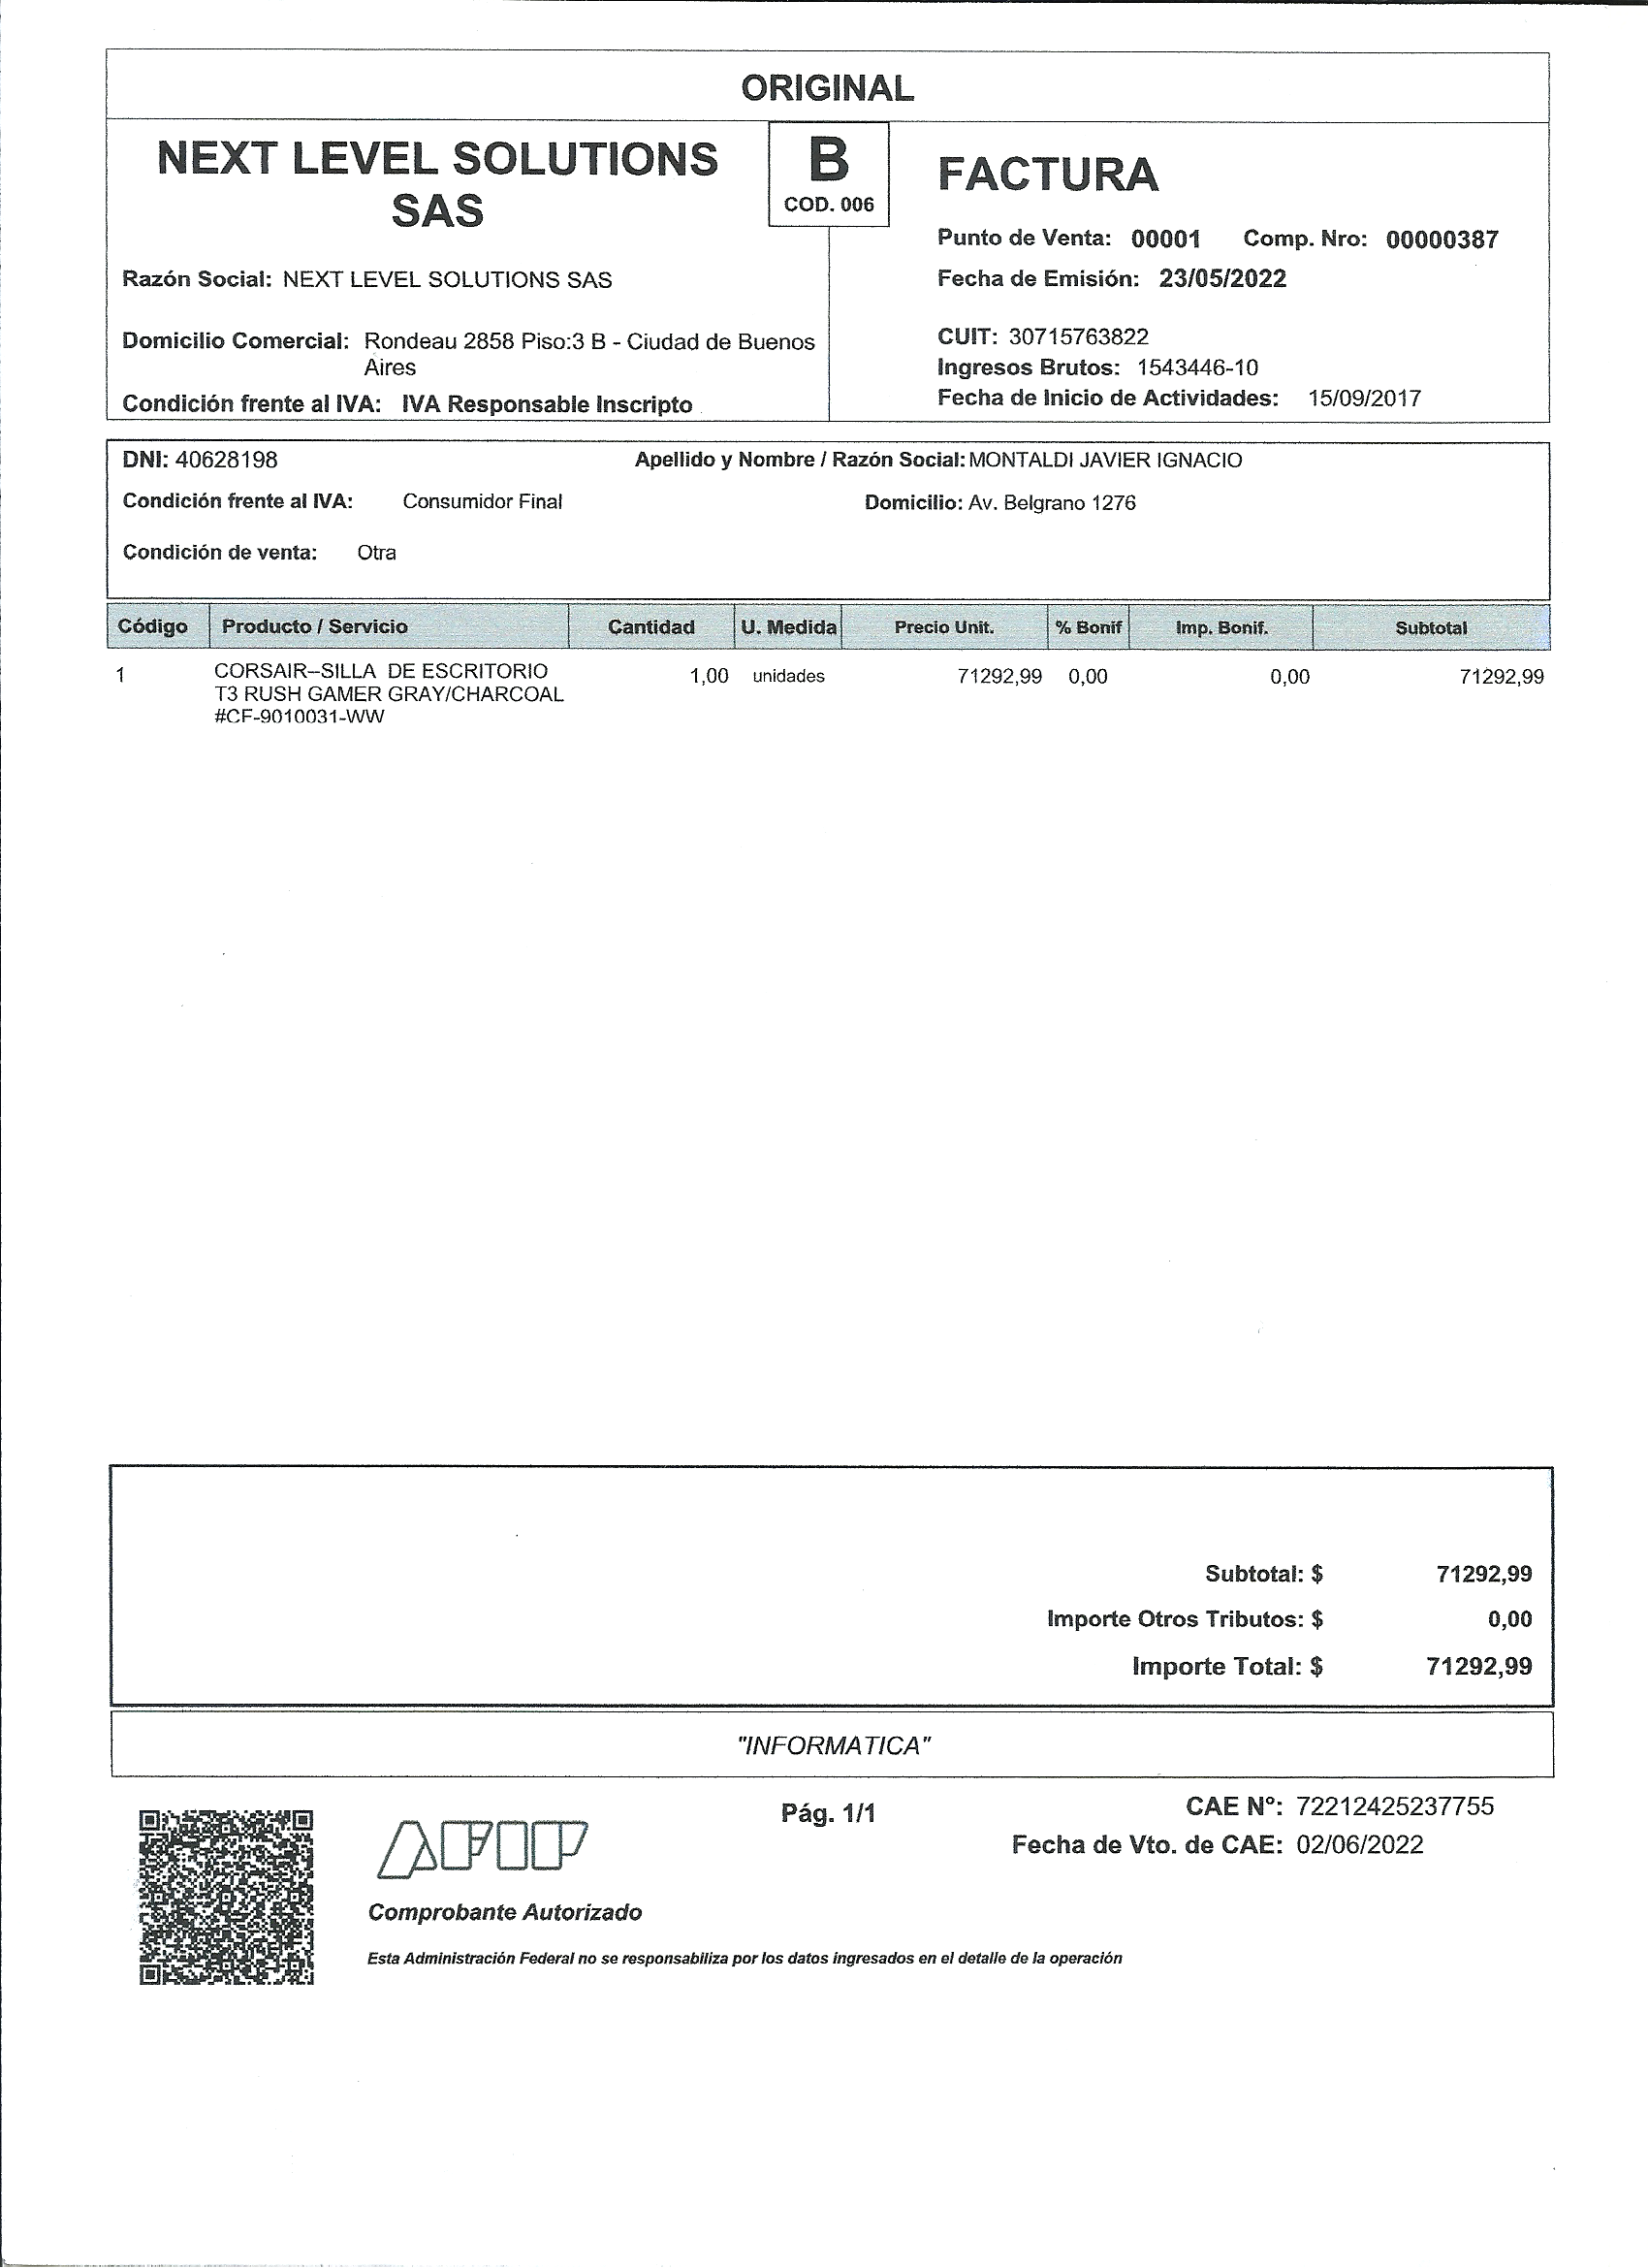 ORIGINAL
NEXT LEVEL SOLUTIONS
SAS
B
COD. 006
FACTURA
Punto de Venta: 00001 Comp. Nro: 00000387
Fecha de Emisión: 23/05/2022
Razón Social: NEXT LEVEL SOLUTIONS SAS
Domicilio Comercial: Rondeau 2858 Piso:3 B - Ciudad de Buenos
Aires
Condición frente al IVA: IVA Responsable Inscripto
CUIT: 30715763822
Ingresos Brutos: 1543446-10
Fecha de Inicio de Actividades: 15/09/2017
DNI: 40628198 Apellido y Nombre / Razón Social: MONTALDI JAVIER IGNACIO
Condición frente al IVA: Consumidor Final Domicilio: Av. Belgrano 1276
Condición de venta: Otra
Código Producto / Servicio Cantidad U. Medida Precio Unit. % Bonif Imp. Bonif. Subtotal
1 CORSAIR--SILLA DE ESCRITORIO 1,00 unidades 71292,99 0,00 0,00 71292,99
T3 RUSH GAMER GRAY/CHARCOAL
#CF-9010031-WW
Subtotal: $ 71292,99
Importe Otros Tributos: $ 0,00
Importe Total: $ 71292,99
"INFORMATICA"
Pág. 1/1
CAE N°: 72212425237755
Fecha de Vto. de CAE: 02/06/2022
AFIP
Comprobante Autorizado
Esta Administración Federal no se responsabiliza por los datos ingresados en el detalle de la operación